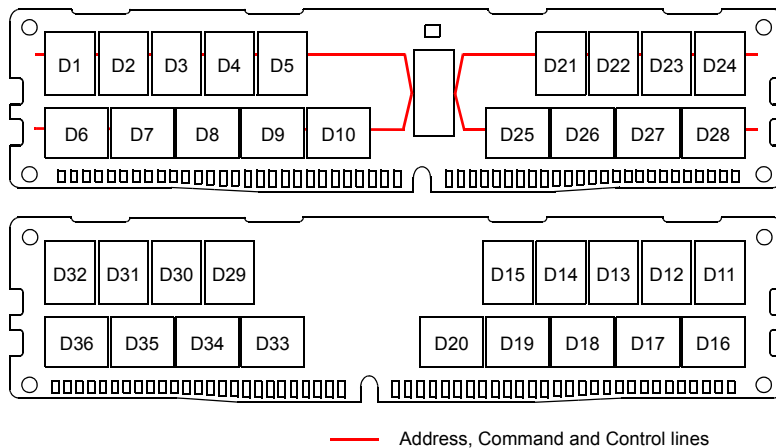 D1 D2 D3 D4 D5 D21 D22 D23 D24
D6 D7 D8 D9 D10 D25 D26 D27 D28
D32 D31 D30 D29 D15 D14 D13 D12 D11
D36 D35 D34 D33 D20 D19 D18 D17 D16
Address, Command and Control lines